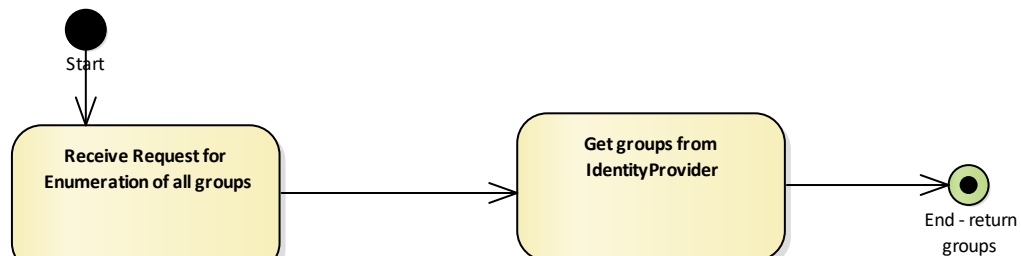 Start
Receive Request for
Enumeration of all groups
Get groups from
IdentityProvider
End - return
groups